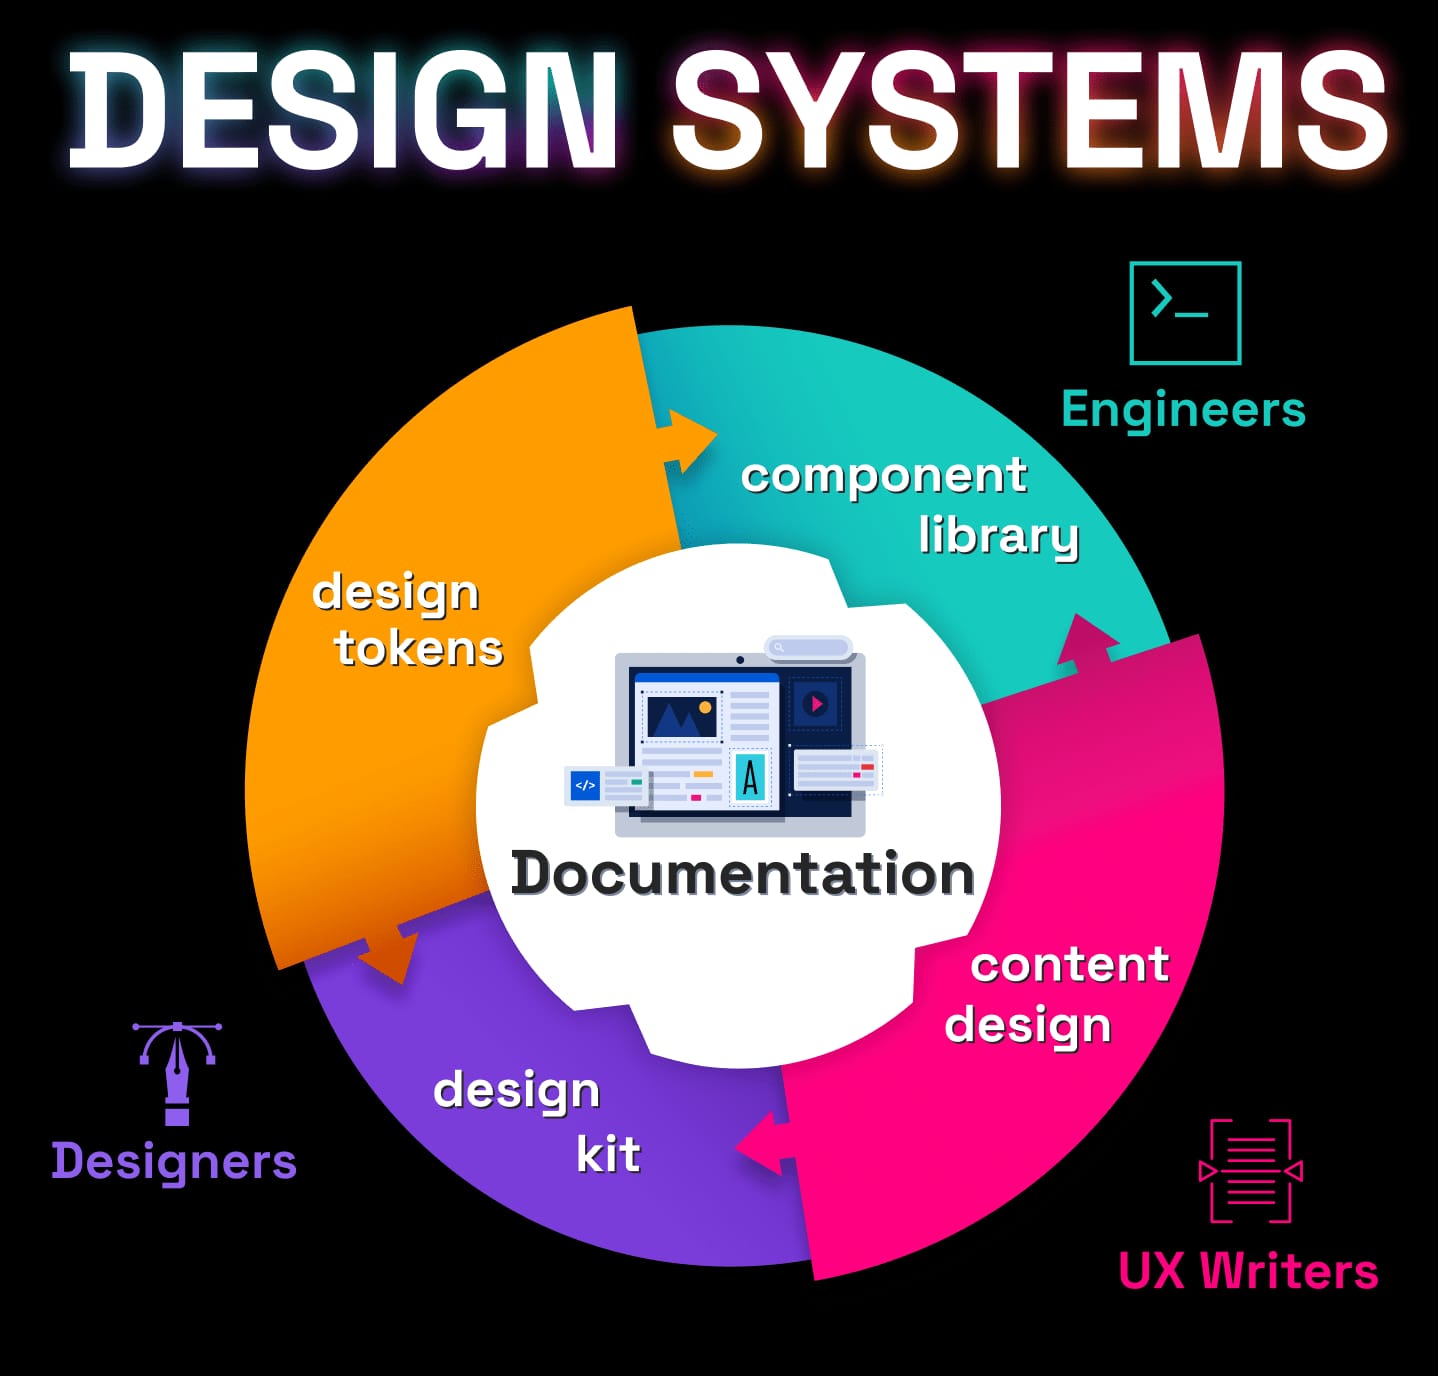 DESIGN SYSTEMS
>_
Engineers
component
library
design
tokens
</>
A
Documentation
content
design
design
kit
Designers
UX Writers